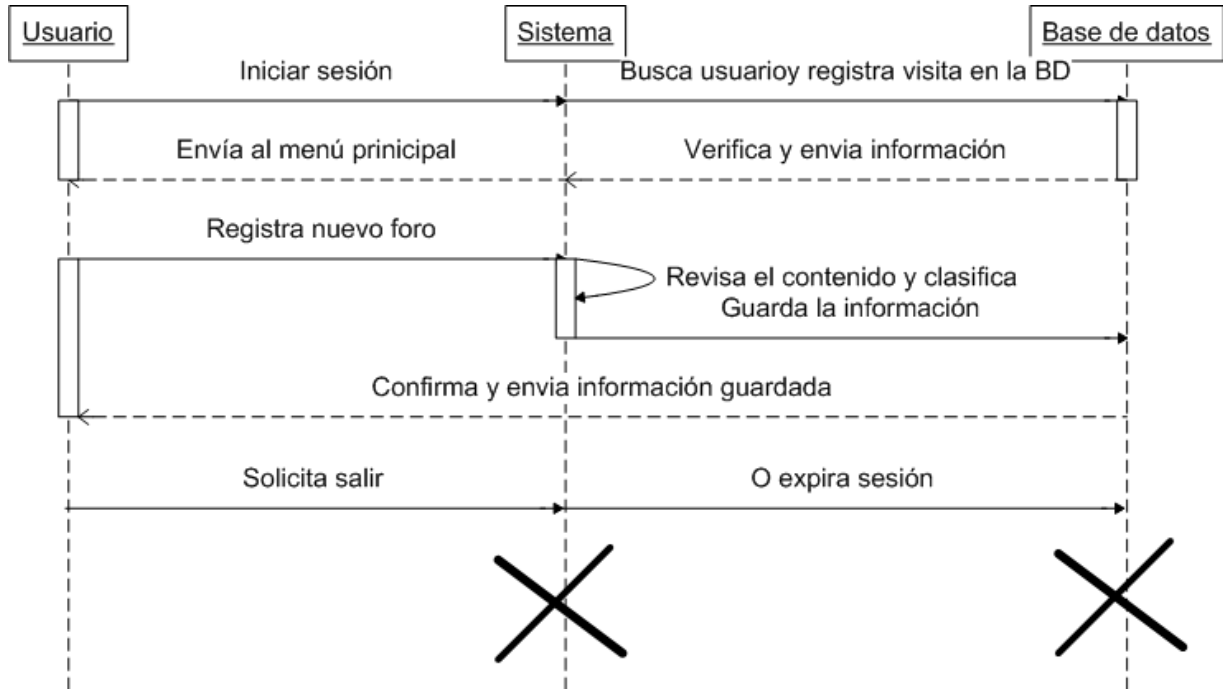 Usuario
Sistema
Base de datos
Iniciar sesión
Busca usuarioy registra visita en la BD
Envía al menú prinicipal
Verifica y envia información
Registra nuevo foro
Revisa el contenido y clasifica
Guarda la información
Confirma y envia información guardada
Solicita salir
O expira sesión